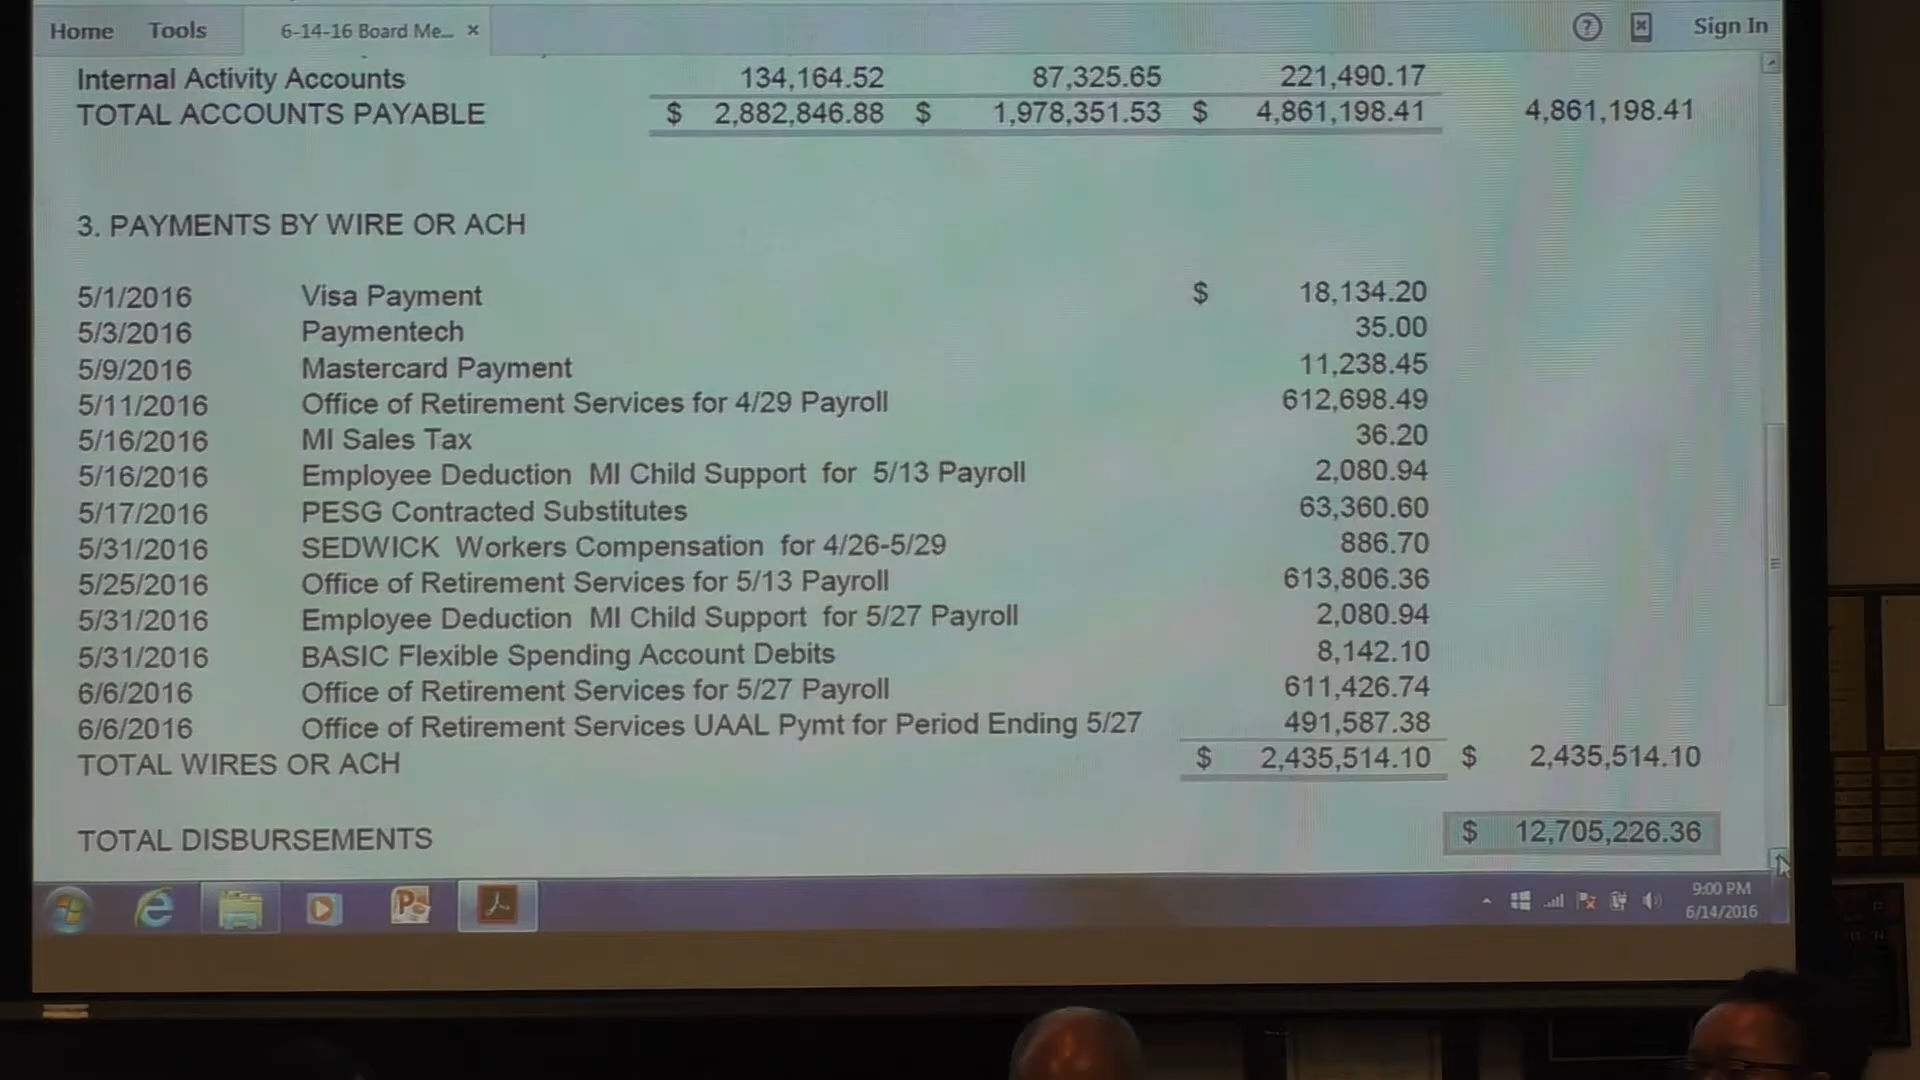 Home Tools 6-14-16 Board Me... × ? Sign In
Internal Activity Accounts 134,164.52 87,325.65 221,490.17
TOTAL ACCOUNTS PAYABLE $ 2,882,846.88 $ 1,978,351.53 $ 4,861,198.41 4,861,198.41
3. PAYMENTS BY WIRE OR ACH
5/1/2016 Visa Payment $ 18,134.20
5/3/2016 Paymentech 35.00
5/9/2016 Mastercard Payment 11,238.45
5/11/2016 Office of Retirement Services for 4/29 Payroll 612,698.49
5/16/2016 MI Sales Tax 36.20
5/16/2016 Employee Deduction MI Child Support for 5/13 Payroll 2,080.94
5/17/2016 PESG Contracted Substitutes 63,360.60
5/31/2016 SEDWICK Workers Compensation for 4/26-5/29 886.70
5/25/2016 Office of Retirement Services for 5/13 Payroll 613,806.36
5/31/2016 Employee Deduction MI Child Support for 5/27 Payroll 2,080.94
5/31/2016 BASIC Flexible Spending Account Debits 8,142.10
6/6/2016 Office of Retirement Services for 5/27 Payroll 611,426.74
6/6/2016 Office of Retirement Services UAAL Pymt for Period Ending 5/27 491,587.38
TOTAL WIRES OR ACH $ 2,435,514.10 $ 2,435,514.10
TOTAL DISBURSEMENTS $ 12,705,226.36
9:00 PM
6/14/2016